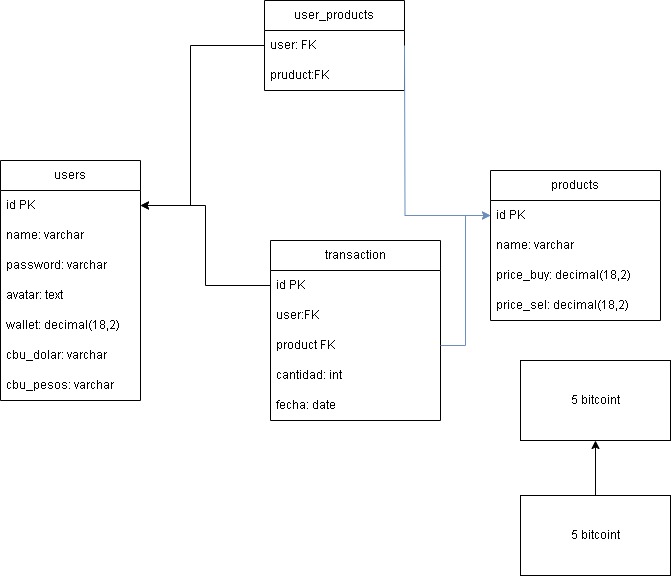 user_products
user: FK
pruduct:FK
users
id PK
name: varchar
password: varchar
avatar: text
wallet: decimal(18,2)
cbu_dolar: varchar
cbu_pesos: varchar
transaction
id PK
user:FK
product FK
cantidad: int
fecha: date
products
id PK
name: varchar
price_buy: decimal(18,2)
price_sel: decimal(18,2)
5 bitcoint
5 bitcoint